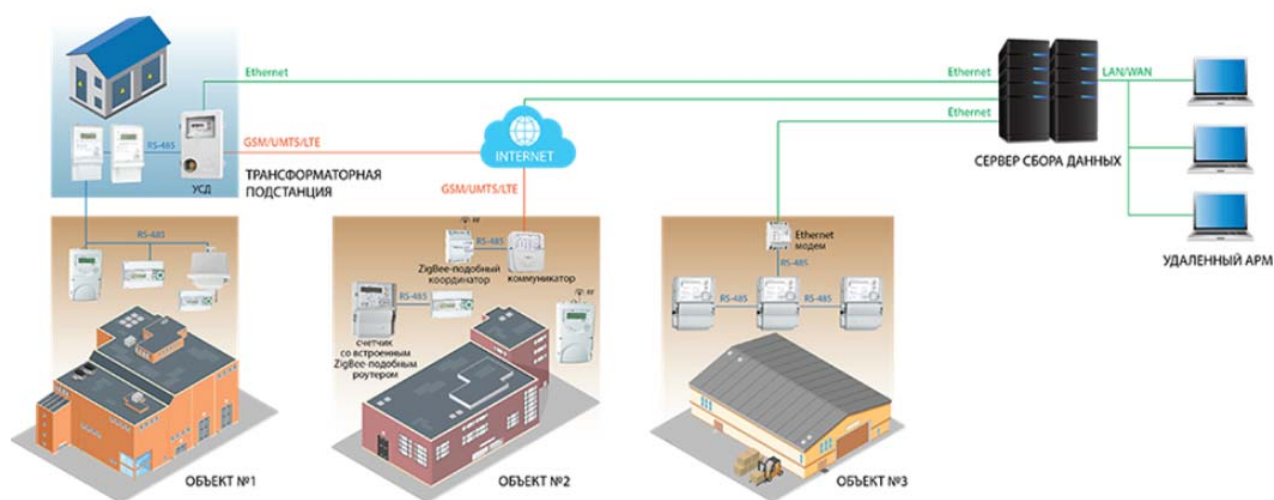 Ethernet
Ethernet
LAN/WAN
Ethernet
RS-485
GSM/UMTS/LTE
INTERNET
СЕРВЕР СБОРА ДАННЫХ
УСД
ТРАНСФОРМАТОРНАЯ
ПОДСТАНЦИЯ
GSM/UMTS/LTE
УДАЛЕННЫЙ АРМ
RS-485
RF
RS-485
ZigBee-подобный
координатор
коммуникатор
Ethernet
модем
RS-485
RS-485
RF
RS-485
RS-485
счетчик
со встроенным
ZigBee-подобным
роутером
ОБЪЕКТ №1
ОБЪЕКТ №2
ОБЪЕКТ №3